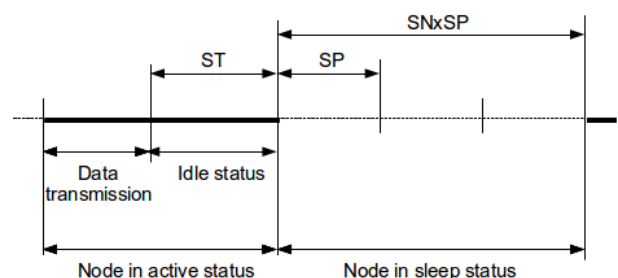 SNxSP
ST
SP
Data
transmission
Idle status
Node in active status
Node in sleep status